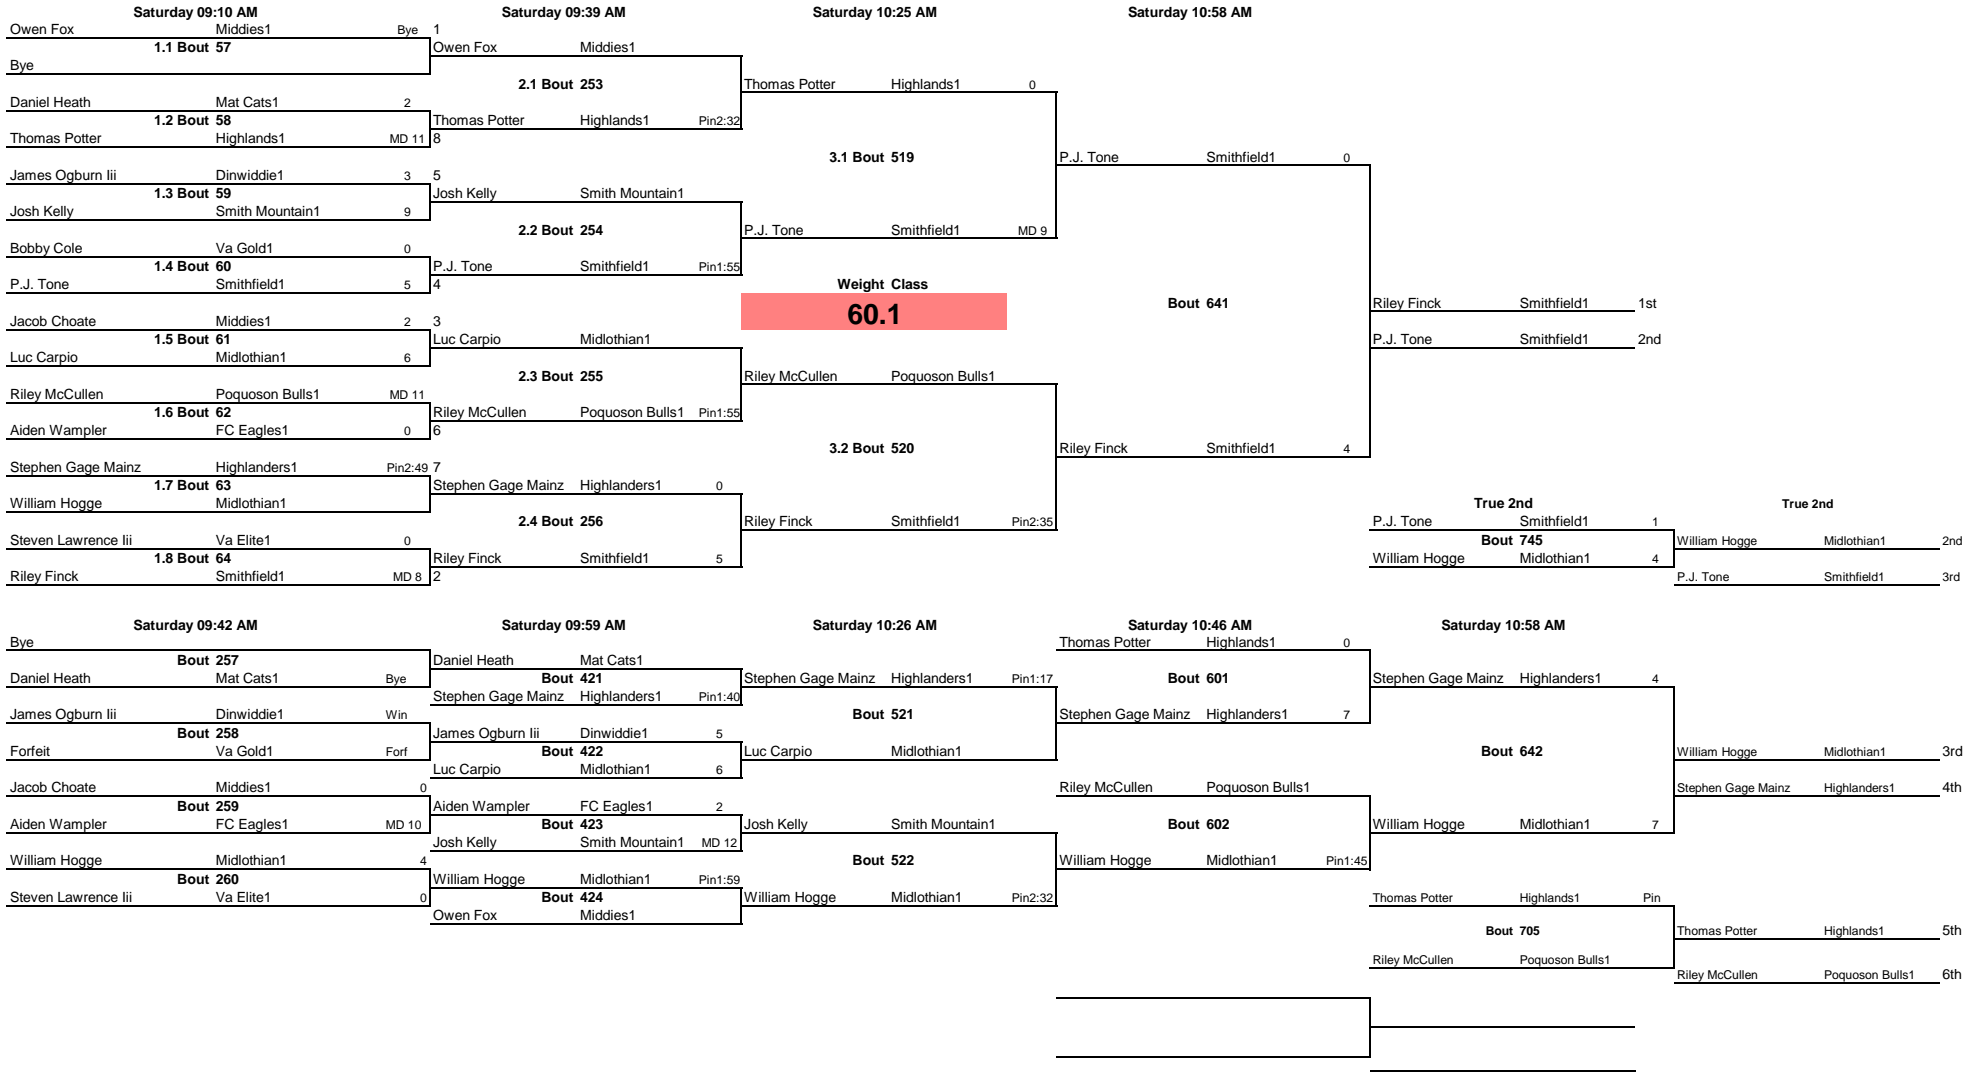 Saturday 09:10 AM Saturday 09:39 AM Saturday 10:25 AM Saturday 10:58 AM
Owen Fox Middies1 Bye 1
1.1 Bout 57 Owen Fox Middies1
Bye
2.1 Bout 253 Thomas Potter Highlands1 0
Daniel Heath Mat Cats1 2
1.2 Bout 58 Thomas Potter Highlands1 Pin2:32
Thomas Potter Highlands1 MD 11 8
3.1 Bout 519 P.J. Tone Smithfield1 0
James Ogburn Iii Dinwiddie1 3 5
1.3 Bout 59 Josh Kelly Smith Mountain1
Josh Kelly Smith Mountain1 9
2.2 Bout 254 P.J. Tone Smithfield1 MD 9
Bobby Cole Va Gold1 0
1.4 Bout 60 P.J. Tone Smithfield1 Pin1:55
P.J. Tone Smithfield1 5 4 Weight Class
Bout 641 Riley Finck Smithfield1 1st
60.1
Jacob Choate Middies1 2 3
1.5 Bout 61 Luc Carpio Midlothian1 P.J. Tone Smithfield1 2nd
Luc Carpio Midlothian1 6
2.3 Bout 255 Riley McCullen Poquoson Bulls1
Riley McCullen Poquoson Bulls1 MD 11
1.6 Bout 62 Riley McCullen Poquoson Bulls1 Pin1:55
Aiden Wampler FC Eagles1 0 6
3.2 Bout 520 Riley Finck Smithfield1 4
Stephen Gage Mainz Highlanders1 Pin2:49 7
1.7 Bout 63 Stephen Gage Mainz Highlanders1 0
William Hogge Midlothian1 True 2nd True 2nd
2.4 Bout 256 Riley Finck Smithfield1 Pin2:35 P.J. Tone Smithfield1 1
Steven Lawrence Iii Va Elite1 0 Bout 745 William Hogge Midlothian1 2nd
1.8 Bout 64 Riley Finck Smithfield1 5 William Hogge Midlothian1 4
Riley Finck Smithfield1 MD 8 2 P.J. Tone Smithfield1 3rd
Saturday 09:42 AM Saturday 09:59 AM Saturday 10:26 AM Saturday 10:46 AM Saturday 10:58 AM
Bye Thomas Potter Highlands1 0
Bout 257 Daniel Heath Mat Cats1
Daniel Heath Mat Cats1 Bye Bout 421 Stephen Gage Mainz Highlanders1 Pin1:17 Bout 601 Stephen Gage Mainz Highlanders1 4
Stephen Gage Mainz Highlanders1 Pin1:40
James Ogburn Iii Dinwiddie1 Win Bout 521 Stephen Gage Mainz Highlanders1 7
Bout 258 James Ogburn Iii Dinwiddie1 5
Forfeit Va Gold1 Forf Bout 422 Luc Carpio Midlothian1 Bout 642 William Hogge Midlothian1 3rd
Luc Carpio Midlothian1 6
Jacob Choate Middies1 0 Riley McCullen Poquoson Bulls1 Stephen Gage Mainz Highlanders1 4th
Bout 259 Aiden Wampler FC Eagles1 2
Aiden Wampler FC Eagles1 MD 10 Bout 423 Josh Kelly Smith Mountain1 Bout 602 William Hogge Midlothian1 7
Josh Kelly Smith Mountain1 MD 12
William Hogge Midlothian1 4 Bout 522 William Hogge Midlothian1 Pin1:45
Bout 260 William Hogge Midlothian1 Pin1:59
Steven Lawrence Iii Va Elite1 0 Bout 424 William Hogge Midlothian1 Pin2:32 Thomas Potter Highlands1 Pin
Owen Fox Middies1
Bout 705 Thomas Potter Highlands1 5th
Riley McCullen Poquoson Bulls1
Riley McCullen Poquoson Bulls1 6th